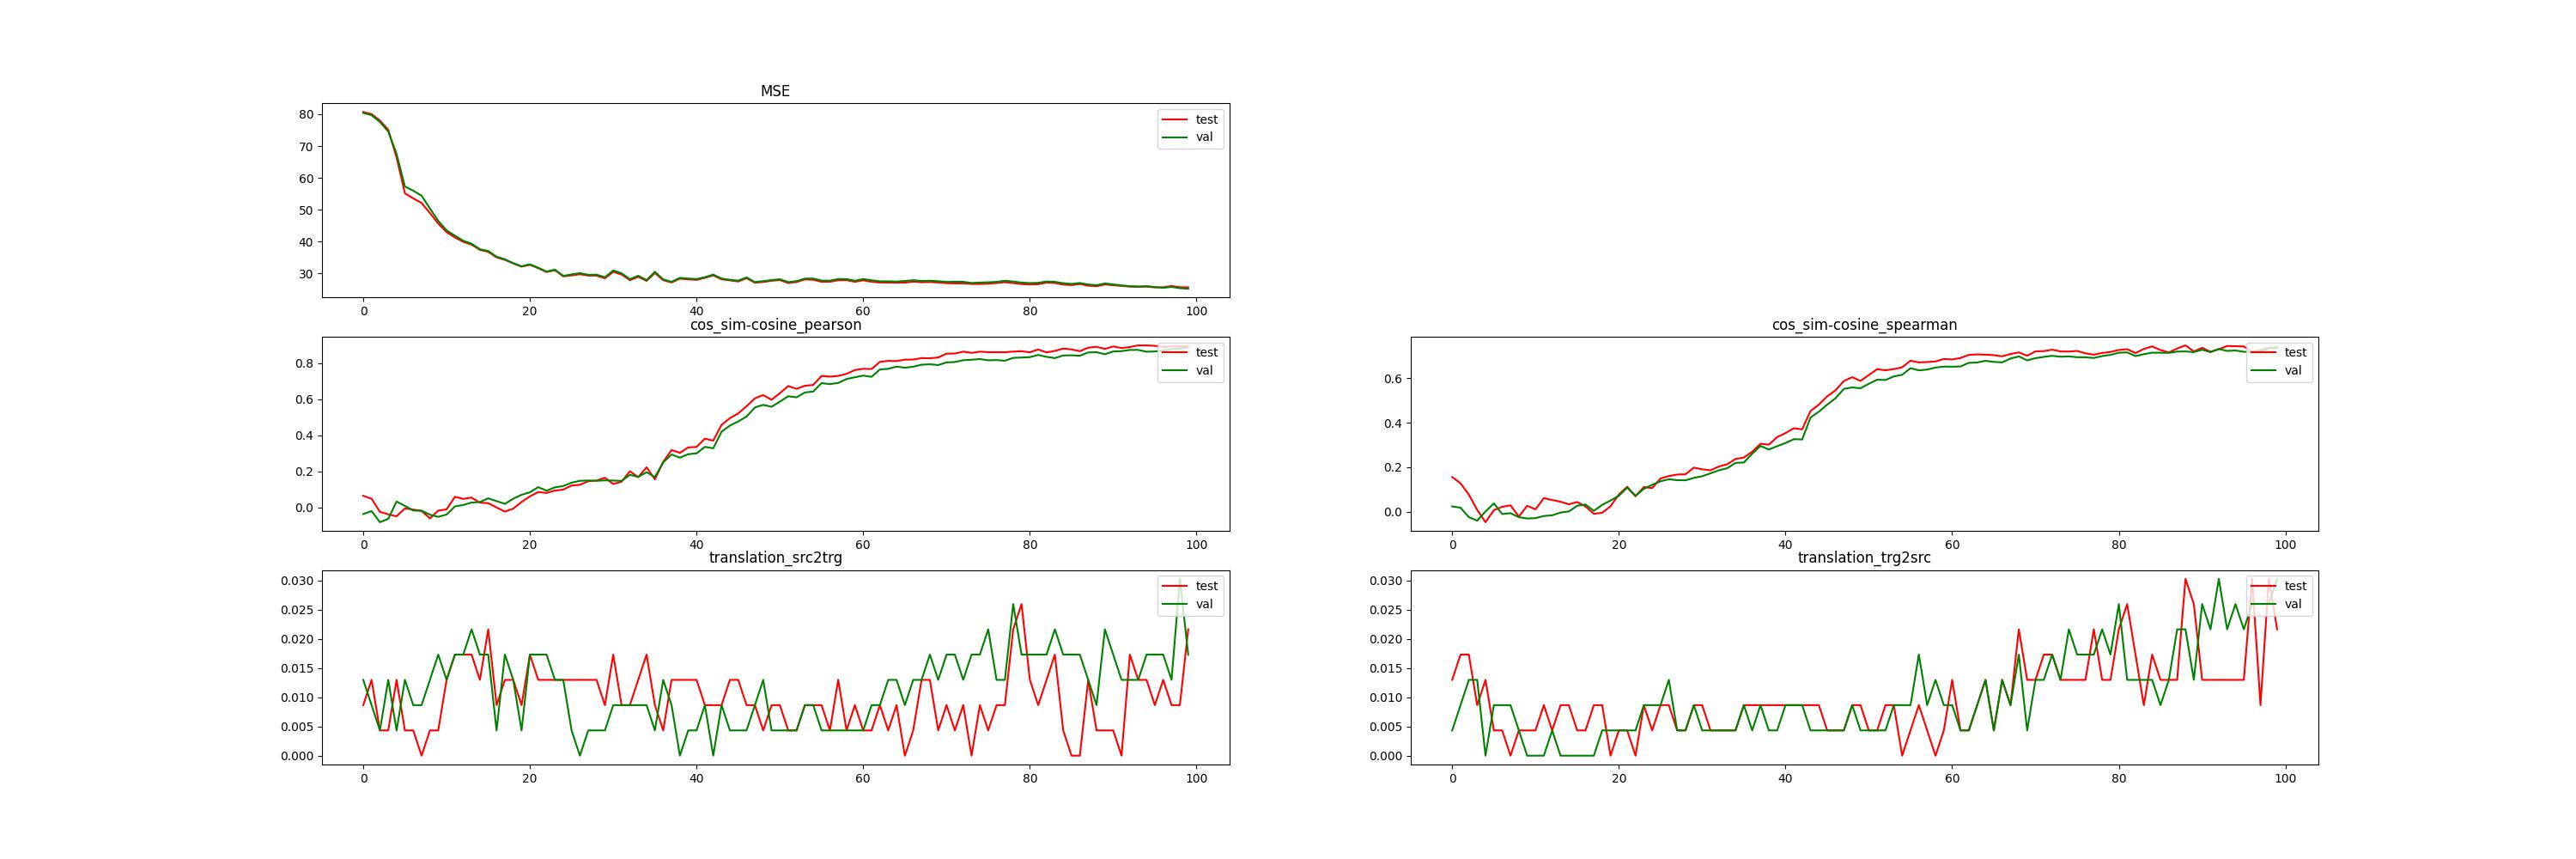 MSE
80
70
60
50
40
30
test
val
0 20 40 60 80 100
cos_sim-cosine_pearson
0.8
0.6
0.4
0.2
0.0
test
val
0 20 40 60 80 100
cos_sim-cosine_spearman
0.6
0.4
0.2
0.0
test
val
0 20 40 60 80 100
translation_src2trg
0.030
0.025
0.020
0.015
0.010
0.005
0.000
test
val
0 20 40 60 80 100
translation_trg2src
0.030
0.025
0.020
0.015
0.010
0.005
0.000
test
val
0 20 40 60 80 100